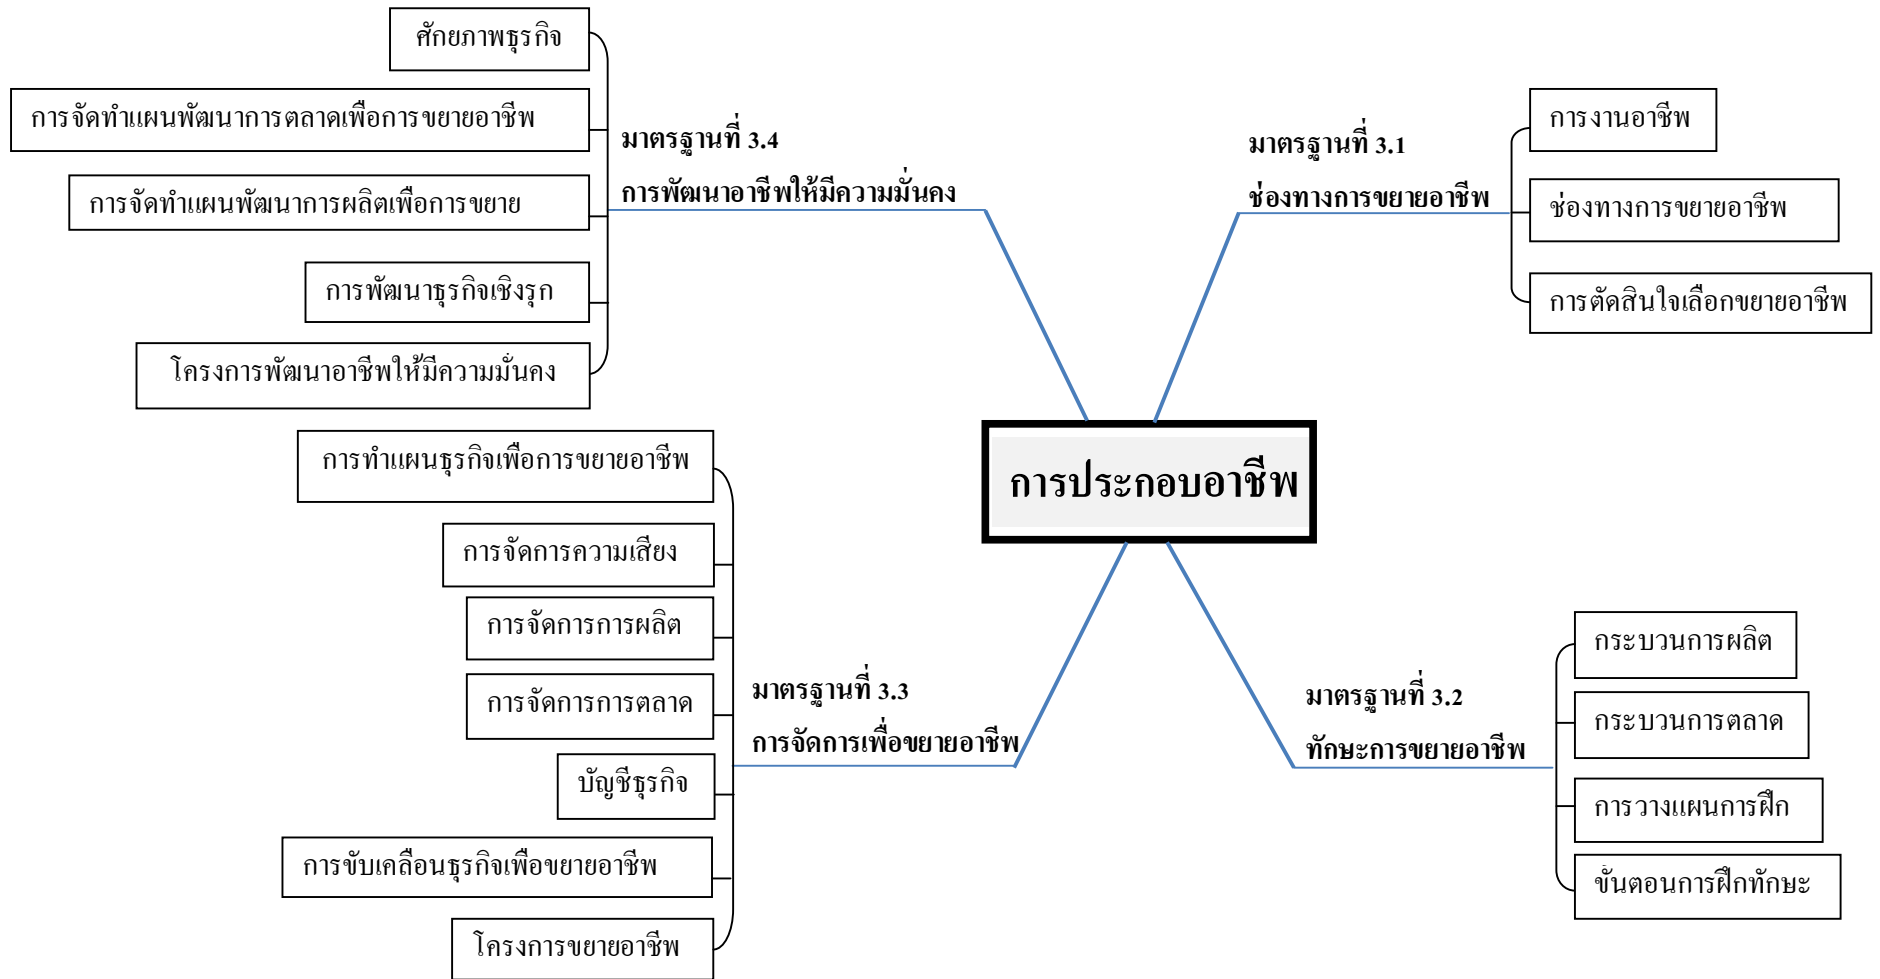 ศักยภาพธุรกิจ
การจัดทำแผนพัฒนาการตลาดเพื่อการขยายอาชีพ
การจัดทำแผนพัฒนาการผลิตเพื่อการขยาย
การพัฒนาธุรกิจเชิงรุก
โครงการพัฒนาอาชีพให้มีความมั่นคง
มาตรฐานที่ 3.4
การพัฒนาอาชีพให้มีความมั่นคง
มาตรฐานที่ 3.1
ช่องทางการขยายอาชีพ
การงานอาชีพ
ช่องทางการขยายอาชีพ
การตัดสินใจเลือกขยายอาชีพ
การประกอบอาชีพ
การทำแผนธุรกิจเพื่อการขยายอาชีพ
การจัดการความเสี่ยง
การจัดการการผลิต
การจัดการการตลาด
บัญชีธุรกิจ
การขับเคลื่อนธุรกิจเพื่อขยายอาชีพ
โครงการขยายอาชีพ
มาตรฐานที่ 3.3
การจัดการเพื่อขยายอาชีพ
มาตรฐานที่ 3.2
ทักษะการขยายอาชีพ
กระบวนการผลิต
กระบวนการตลาด
การวางแผนการฝึก
ขั้นตอนการฝึกทักษะ